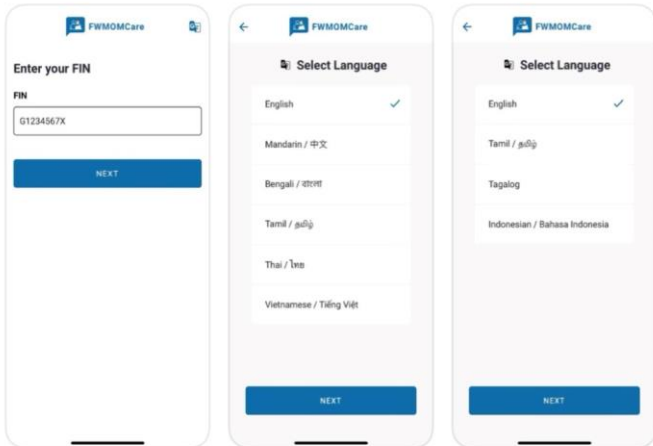 FWMOMCare
Enter your FIN
FIN
G1234567X
NEXT
FWMOMCare
Select Language
English
Mandarin / 中文
Bengali / বাংলা
Tamil / தமிழ்
Thai / ไทย
Vietnamese / Tiếng Việt
NEXT
FWMOMCare
Select Language
English
Tamil / தமிழ்
Tagalog
Indonesian / Bahasa Indonesia
NEXT